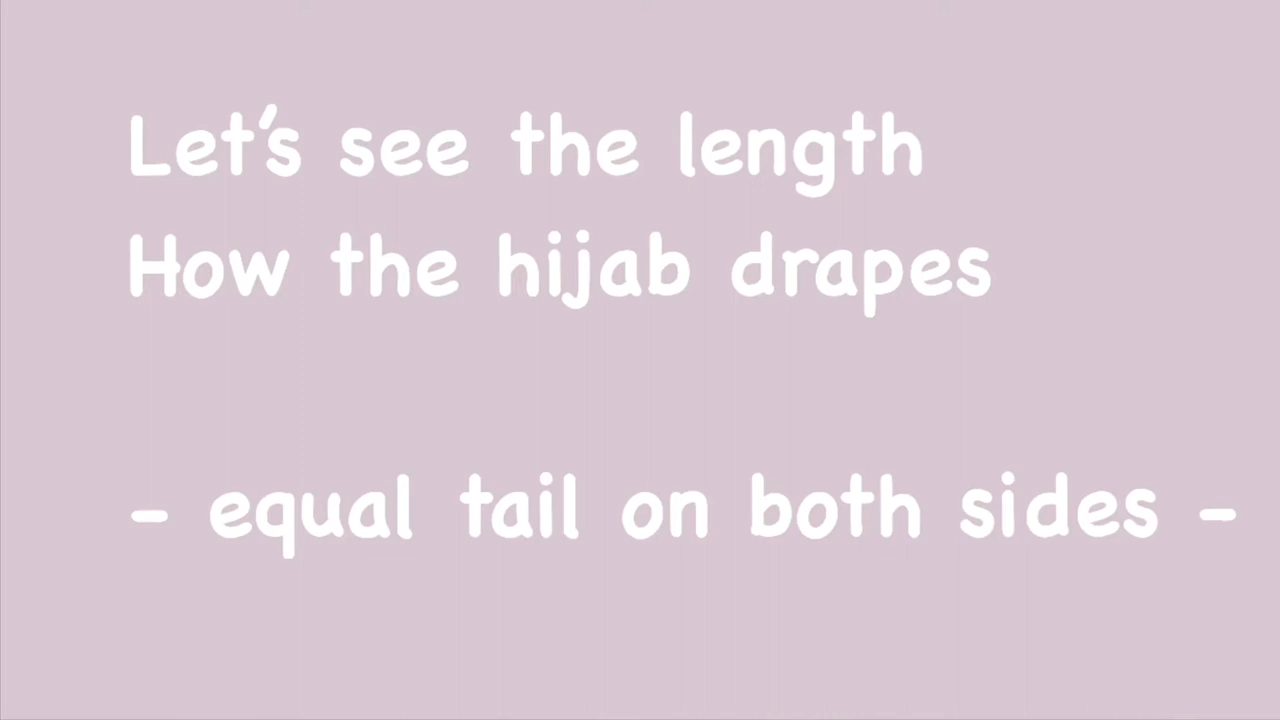 Let's see the length
How the hijab drapes
- equal tail on both sides -